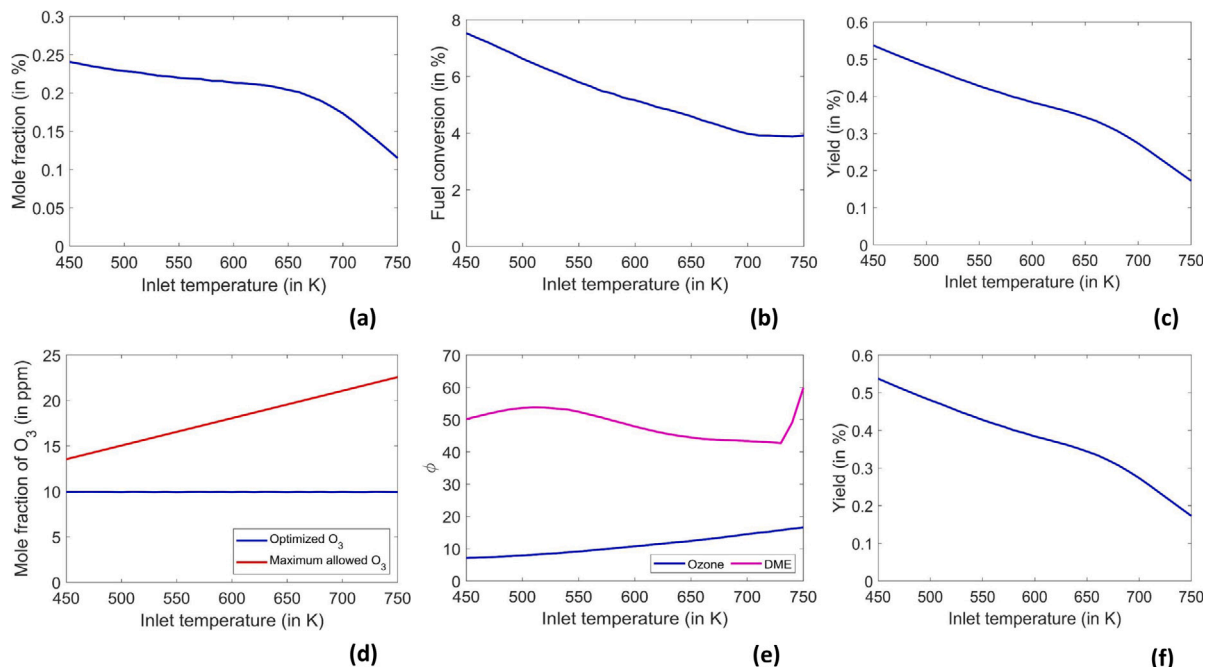 0.3
0.25
0.2
0.15
0.1
0.05
0
Mole fraction (in %)
450 500 550 600 650 700 750
Inlet temperature (in K)
(a)
8
6
4
2
0
Fuel conversion (in %)
450 500 550 600 650 700 750
Inlet temperature (in K)
(b)
0.6
0.5
0.4
0.3
0.2
0.1
0
Yield (in %)
450 500 550 600 650 700 750
Inlet temperature (in K)
(c)
25
20
15
10
5
0
Mole fraction of O3 (in ppm)
Optimized O3
Maximum allowed O3
450 500 550 600 650 700 750
Inlet temperature (in K)
(d)
70
60
50
40
30
20
10
0
ϕ
Ozone DME
450 500 550 600 650 700 750
Inlet temperature (in K)
(e)
0.6
0.5
0.4
0.3
0.2
0.1
0
Yield (in %)
450 500 550 600 650 700 750
Inlet temperature (in K)
(f)